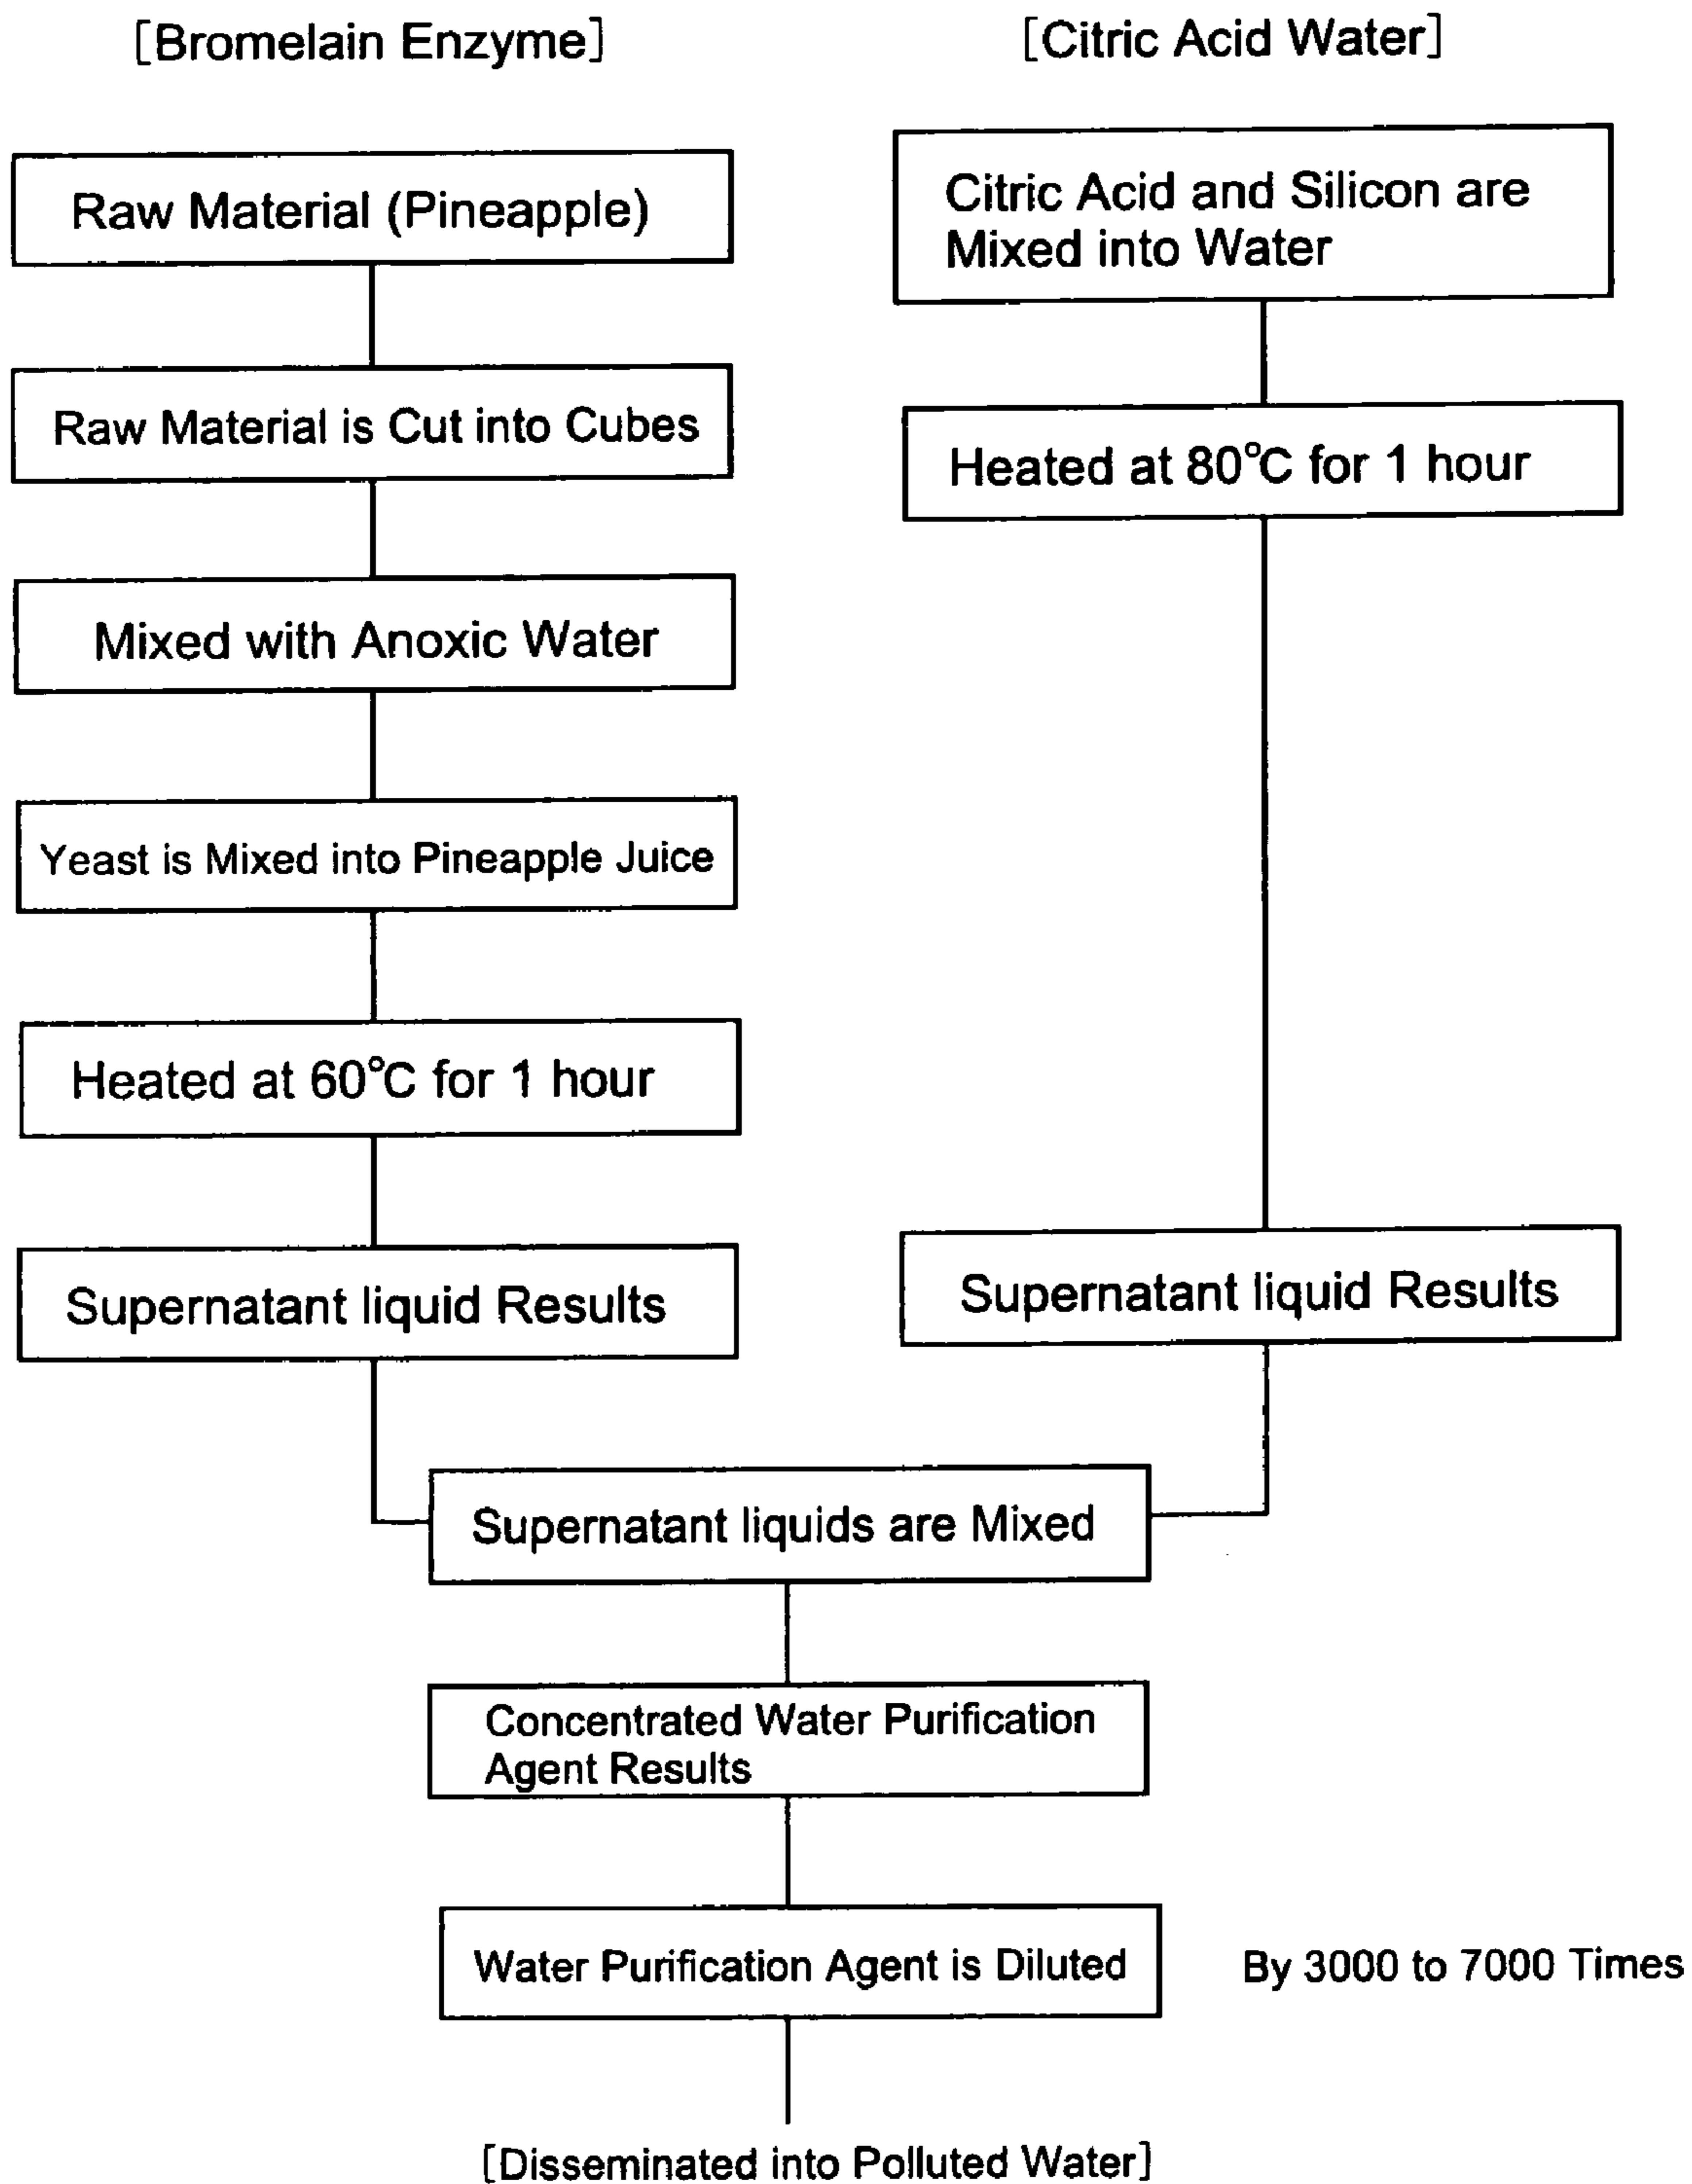 [Bromelain Enzyme]
Raw Material (Pineapple)
Raw Material is Cut into Cubes
Mixed with Anoxic Water
Yeast is Mixed into Pineapple Juice
Heated at 60°C for 1 hour
Supernatant liquid Results
[Citric Acid Water]
Citric Acid and Silicon are
Mixed into Water
Heated at 80°C for 1 hour
Supernatant liquid Results
Supernatant liquids are Mixed
Concentrated Water Purification
Agent Results
Water Purification Agent is Diluted
By 3000 to 7000 Times
[Disseminated into Polluted Water]